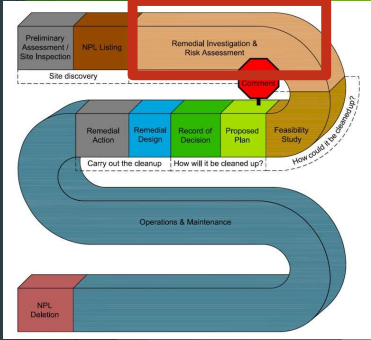 Preliminary
Assessment /
Site Inspection
NPL Listing
Remedial Investigation &
Risk Assessment
Site discovery
Comment
Remedial
Action
Remedial
Design
Record of
Decision
Proposed
Plan
Feasibility
Study
How could it be cleaned up?
Carry out the cleanup
How will it be cleaned up?
Operations & Maintenance
NPL
Deletion